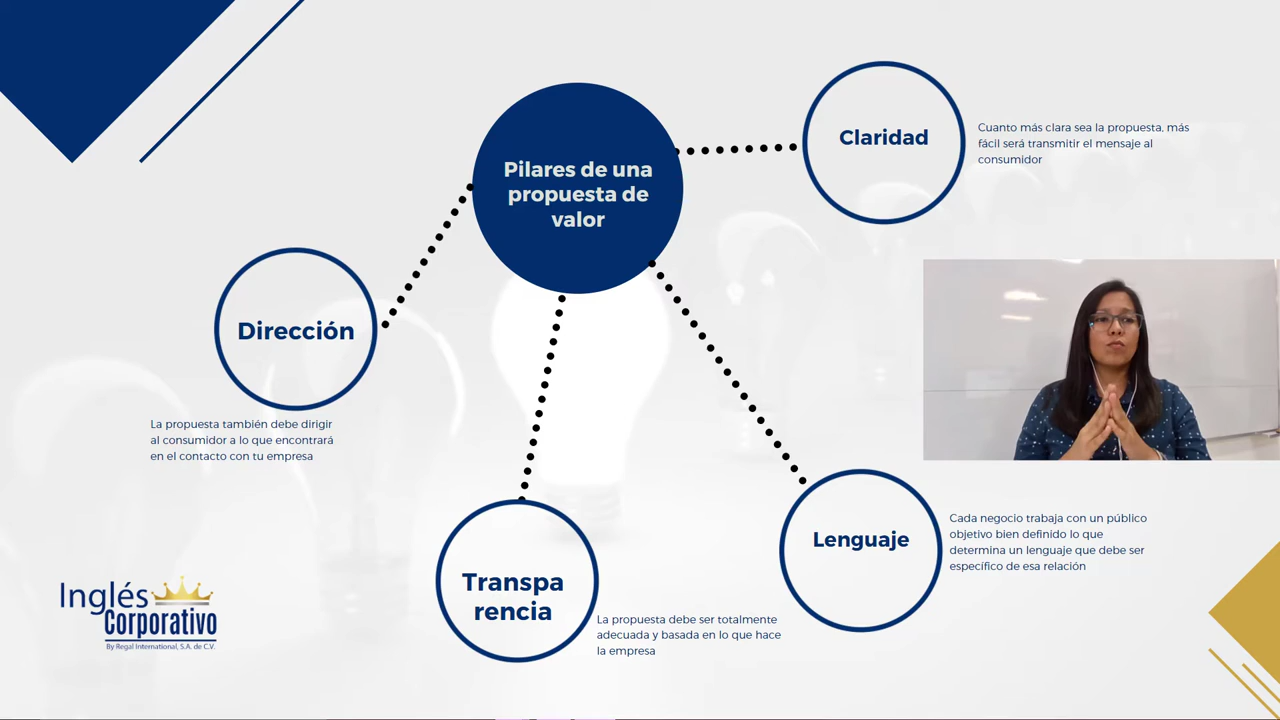 Pilares de una
propuesta de
valor
Claridad
Cuanto más clara sea la propuesta, más
fácil será transmitir el mensaje al
consumidor
Dirección
La propuesta también debe dirigir
al consumidor a lo que encontrará
en el contacto con tu empresa
Transpa
rencia
La propuesta debe ser totalmente
adecuada y basada en lo que hace
la empresa
Lenguaje
Cada negocio trabaja con un público
objetivo bien definido lo que
determina un lenguaje que debe ser
específico de esa relación
Inglés
Corporativo
By Regal International, S.A. de C.V.